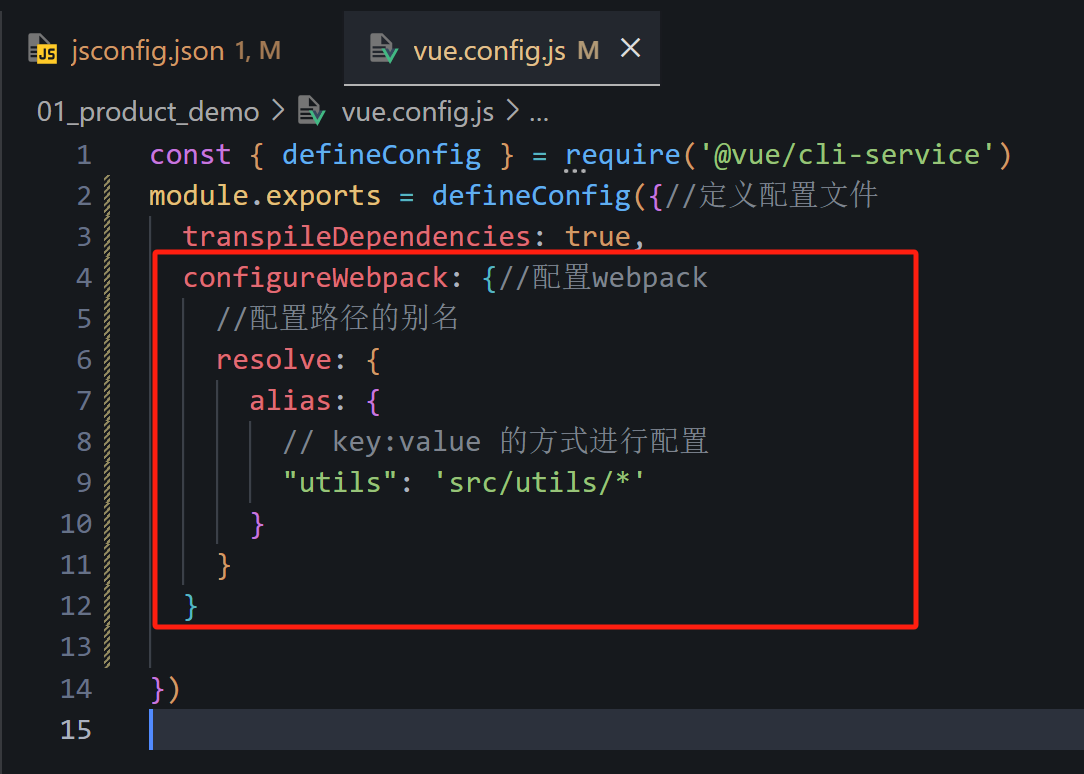 jsconfig.json 1, M
vue.config.js M
01_product_demo > vue.config.js > ...
1 const { defineConfig } = require('@vue/cli-service')
2 module.exports = defineConfig({//定义配置文件
3 transpileDependencies: true,
4 configureWebpack: {//配置webpack
5 //配置路径的别名
6 resolve: {
7 alias: {
8 // key:value 的方式进行配置
9 "utils": 'src/utils/*'
10 }
11 }
12 }
13
14 })
15